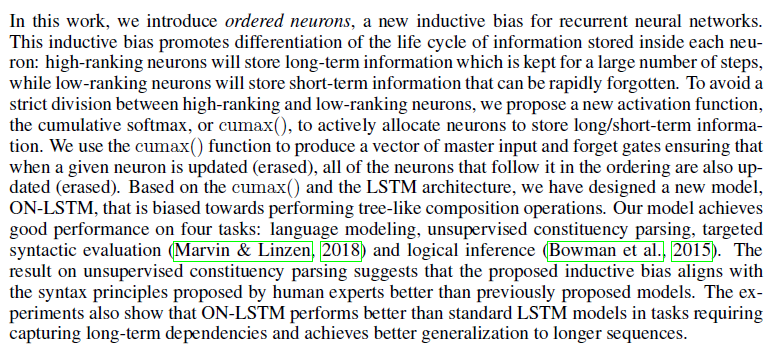 In this work, we introduce ordered neurons, a new inductive bias for recurrent neural networks.
This inductive bias promotes differentiation of the life cycle of information stored inside each neu-
ron: high-ranking neurons will store long-term information which is kept for a large number of steps,
while low-ranking neurons will store short-term information that can be rapidly forgotten. To avoid a
strict division between high-ranking and low-ranking neurons, we propose a new activation function,
the cumulative softmax, or cumax(), to actively allocate neurons to store long/short-term informa-
tion. We use the cumax() function to produce a vector of master input and forget gates ensuring that
when a given neuron is updated (erased), all of the neurons that follow it in the ordering are also up-
dated (erased). Based on the cumax() and the LSTM architecture, we have designed a new model,
ON-LSTM, that is biased towards performing tree-like composition operations. Our model achieves
good performance on four tasks: language modeling, unsupervised constituency parsing, targeted
syntactic evaluation (Marvin & Linzen, 2018) and logical inference (Bowman et al., 2015). The
result on unsupervised constituency parsing suggests that the proposed inductive bias aligns with
the syntax principles proposed by human experts better than previously proposed models. The ex-
periments also show that ON-LSTM performs better than standard LSTM models in tasks requiring
capturing long-term dependencies and achieves better generalization to longer sequences.